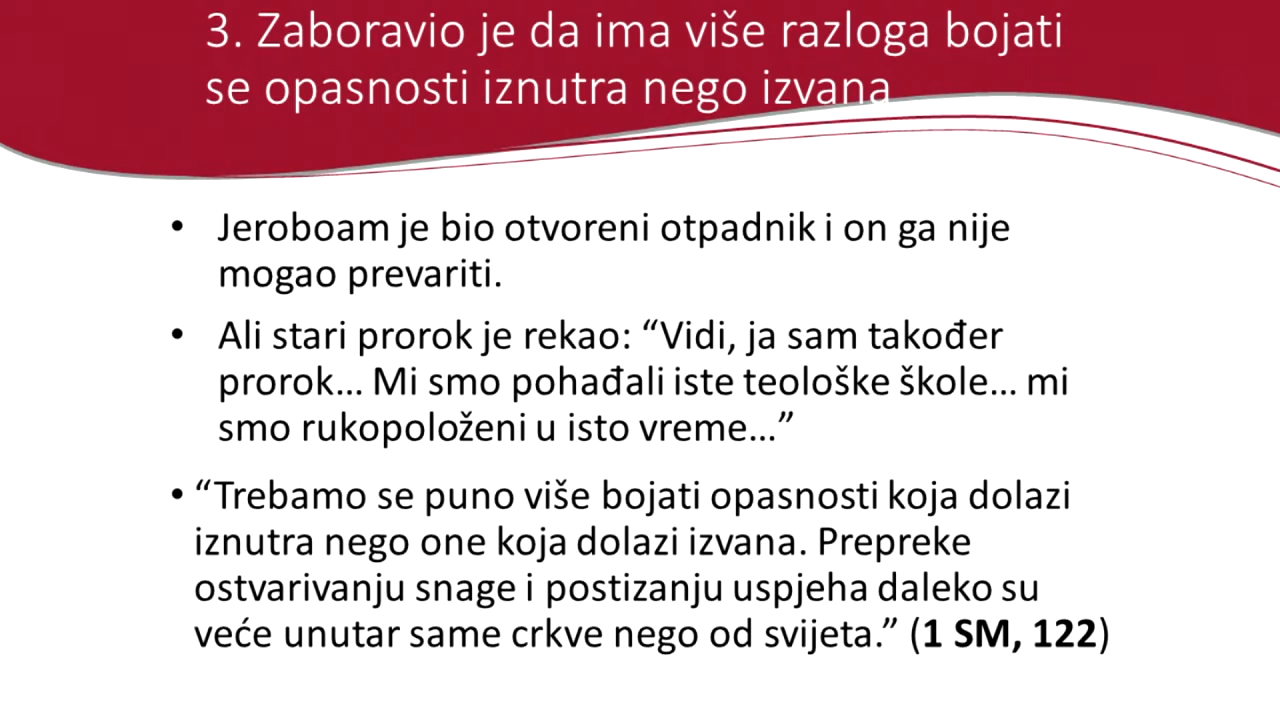 3. Zaboravio je da ima više razloga bojati
se opasnosti iznutra nego izvana
• Jeroboam je bio otvoreni otpadnik i on ga nije
mogao prevariti.
• Ali stari prorok je rekao: “Vidi, ja sam također
prorok… Mi smo pohađali iste teološke škole… mi
smo rukopoloženi u isto vreme…”
• “Trebamo se puno više bojati opasnosti koja dolazi
iznutra nego one koja dolazi izvana. Prepreke
ostvarivanju snage i postizanju uspjeha daleko su
veće unutar same crkve nego od svijeta.” (1 SM, 122)